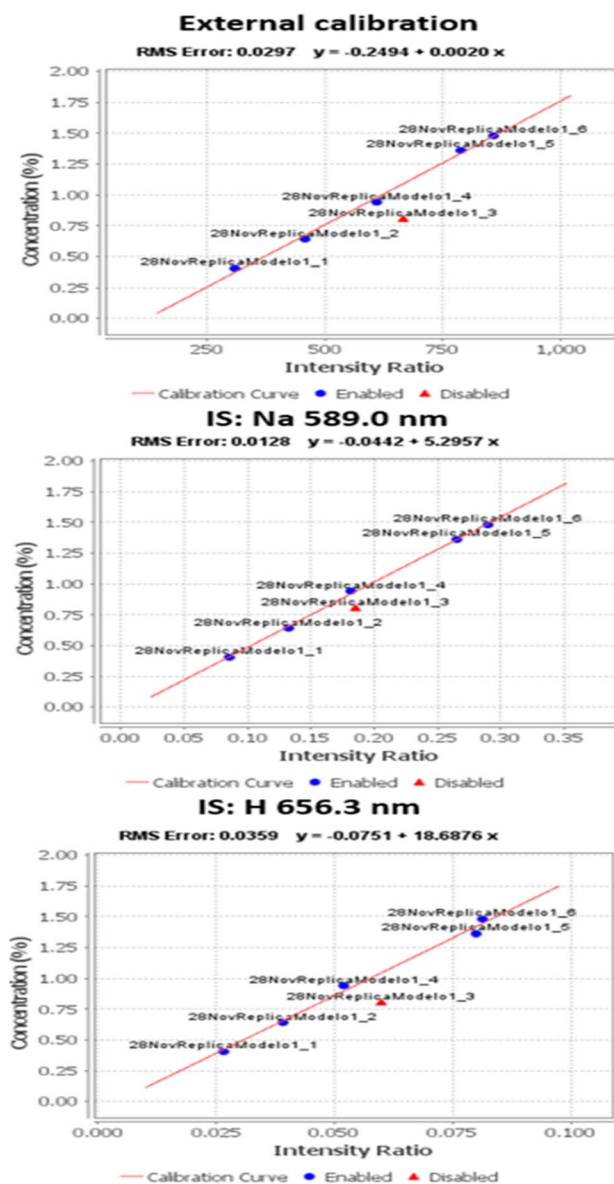 External calibration
RMS Error: 0.0297 y = -0.2494 + 0.0020 x
2.00
1.75
1.50
1.25
1.00
0.75
0.50
0.25
0.00
Concentration (%)
28NovReplicaModelo1_6
28NovReplicaModelo1_5
28NovReplicaModelo1_4
28NovReplicaModelo1_3
28NovReplicaModelo1_2
28NovReplicaModelo1_1
250 500 750 1,000
Intensity Ratio
Calibration Curve Enabled Disabled
IS: Na 589.0 nm
RMS Error: 0.0128 y = -0.0442 + 5.2957 x
2.00
1.75
1.50
1.25
1.00
0.75
0.50
0.25
0.00
Concentration (%)
28NovReplicaModelo1_6
28NovReplicaModelo1_5
28NovReplicaModelo1_4
28NovReplicaModelo1_3
28NovReplicaModelo1_2
28NovReplicaModelo1_1
0.00 0.05 0.10 0.15 0.20 0.25 0.30 0.35
Intensity Ratio
Calibration Curve Enabled Disabled
IS: H 656.3 nm
RMS Error: 0.0359 y = -0.0751 + 18.6876 x
2.00
1.75
1.50
1.25
1.00
0.75
0.50
0.25
0.00
Concentration (%)
28NovReplicaModelo1_6
28NovReplicaModelo1_5
28NovReplicaModelo1_4
28NovReplicaModelo1_3
28NovReplicaModelo1_2
28NovReplicaModelo1_1
0.000 0.025 0.050 0.075 0.100
Intensity Ratio
Calibration Curve Enabled Disabled